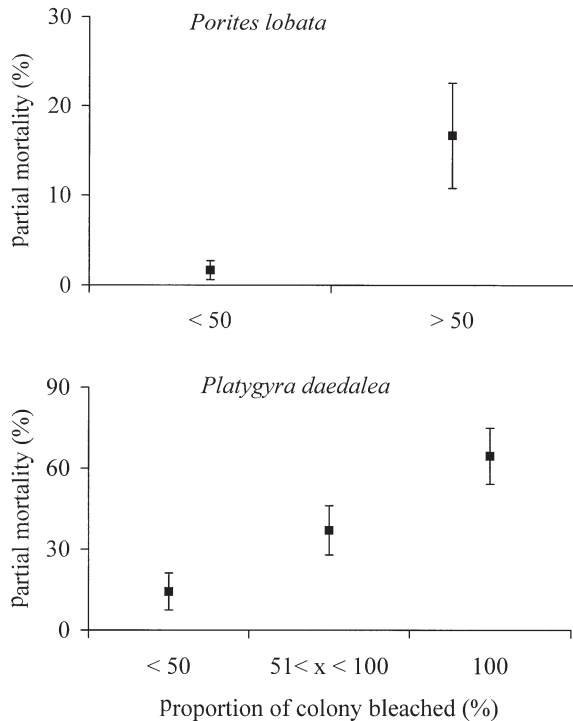 Porites lobata
partial mortality (%)
30
20
10
0
< 50
> 50
Platygyra daedalea
partial mortality (%)
90
60
30
0
< 50
51< x < 100
100
proportion of colony bleached (%)